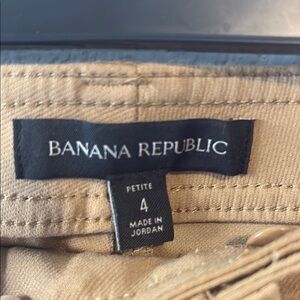 BANANA REPUBLIC
PETITE
4
MADE IN
JORDAN